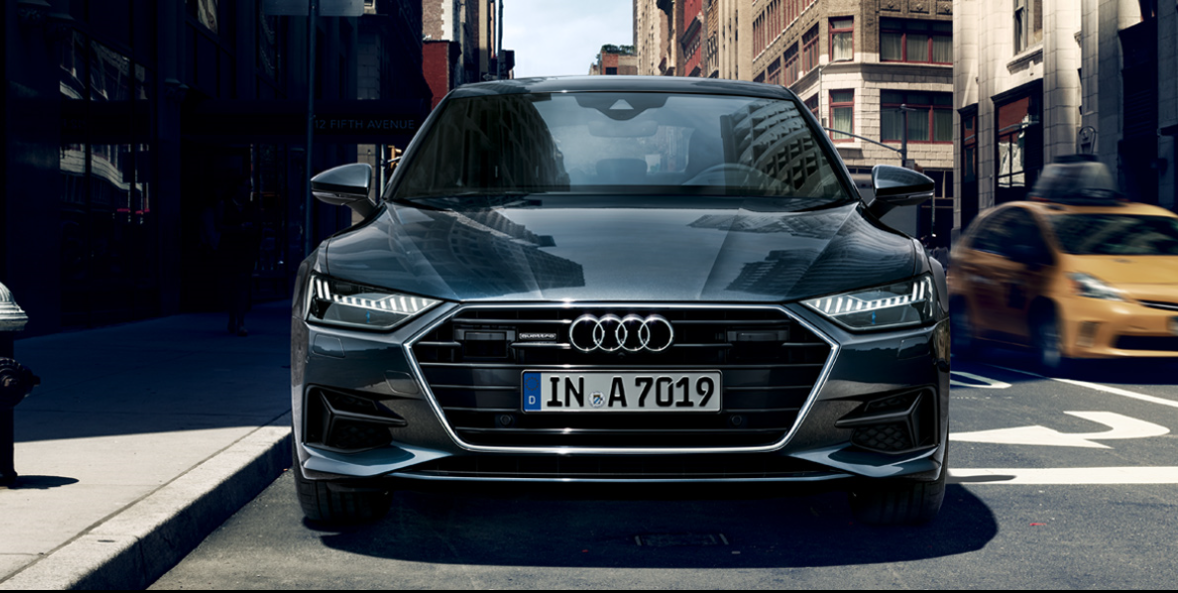 12 FIFTH AVENUE
D IN A 7019